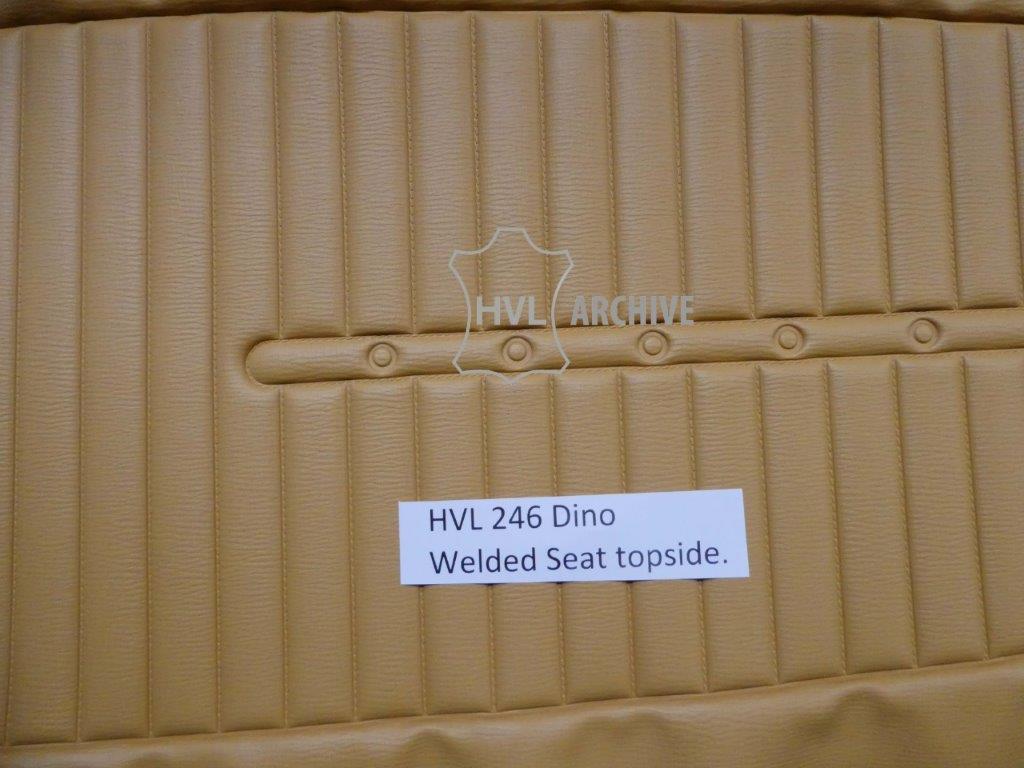 HVL ARCHIVE
HVL 246 Dino
Welded Seat topside.